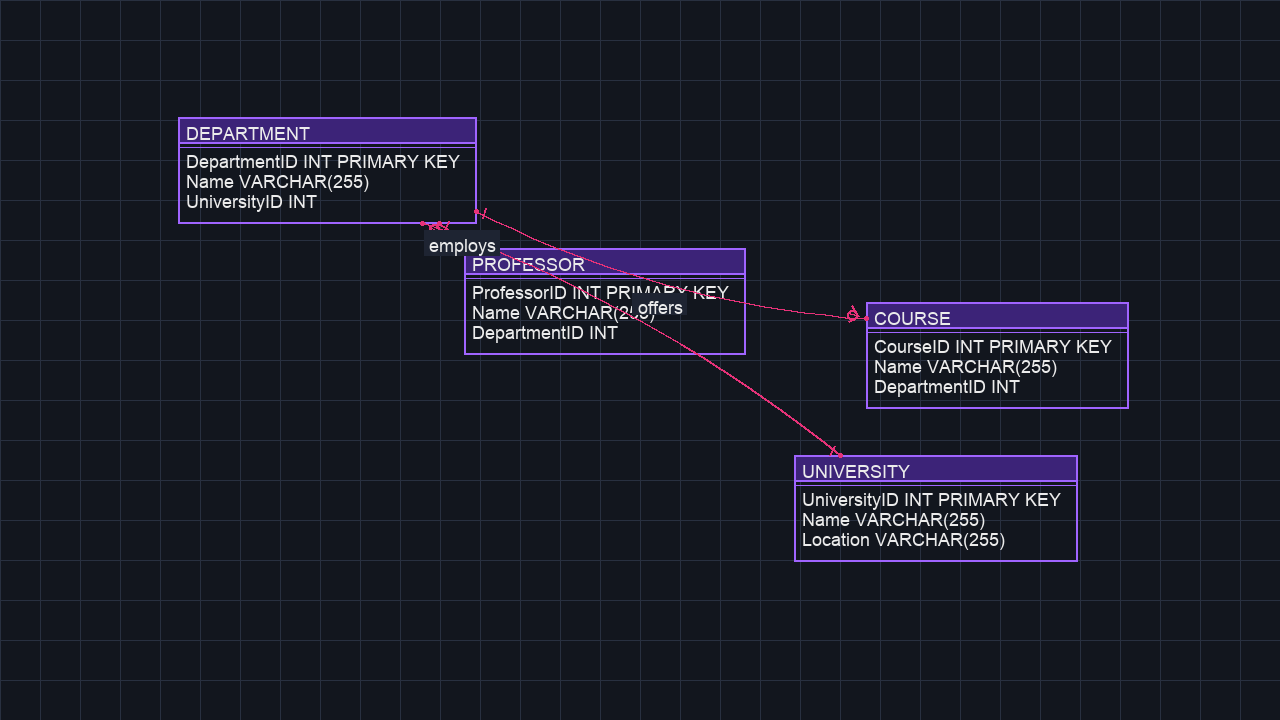 DEPARTMENT
DepartmentID INT PRIMARY KEY
Name VARCHAR(255)
UniversityID INT
employs
PROFESSOR
ProfessorID INT PRIMARY KEY
Name VARCHAR(255)
DepartmentID INT
offers
COURSE
CourseID INT PRIMARY KEY
Name VARCHAR(255)
DepartmentID INT
UNIVERSITY
UniversityID INT PRIMARY KEY
Name VARCHAR(255)
Location VARCHAR(255)